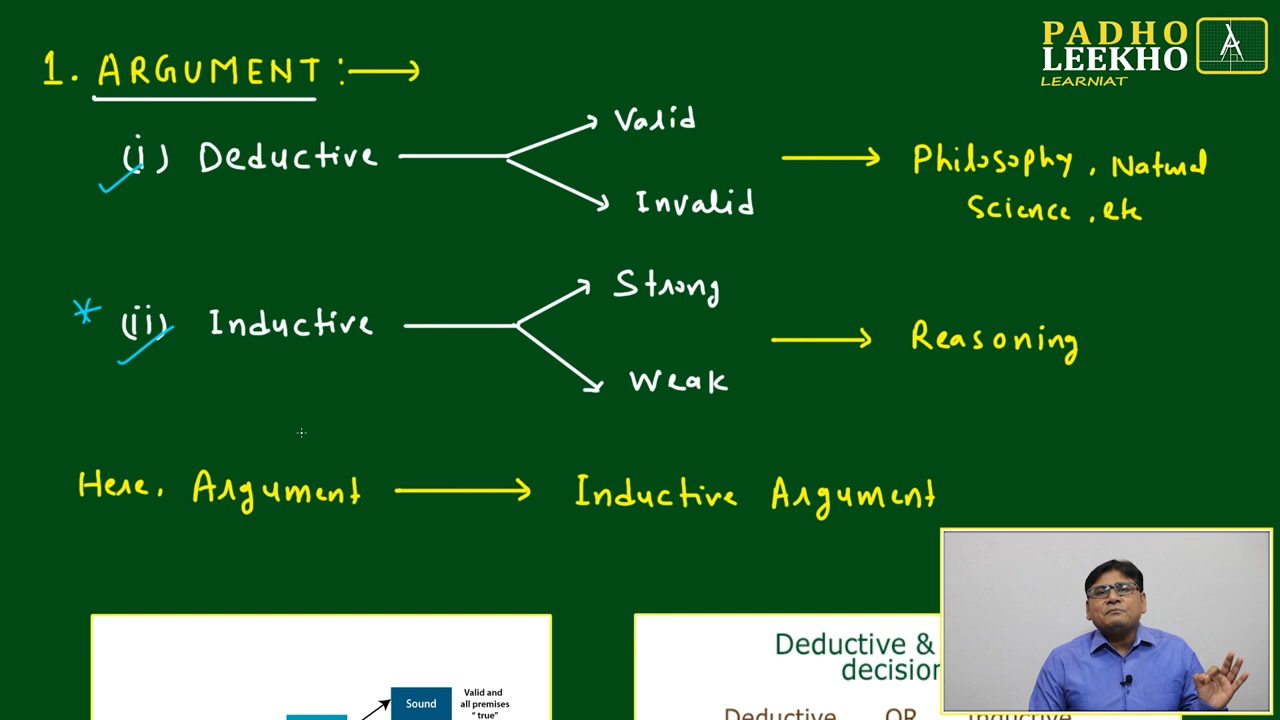 PADHO
LEEKHO
LEARNIAT
1. ARGUMENT :
(i) Deductive
Valid
Invalid
Philosophy, Natural
Science, etc
(ii) Inductive
Strong
Weak
Reasoning
Here, Argument
Inductive Argument
Sound
Valid and
all premises
“true”
Deductive &
decision
Deductive OR Inductive